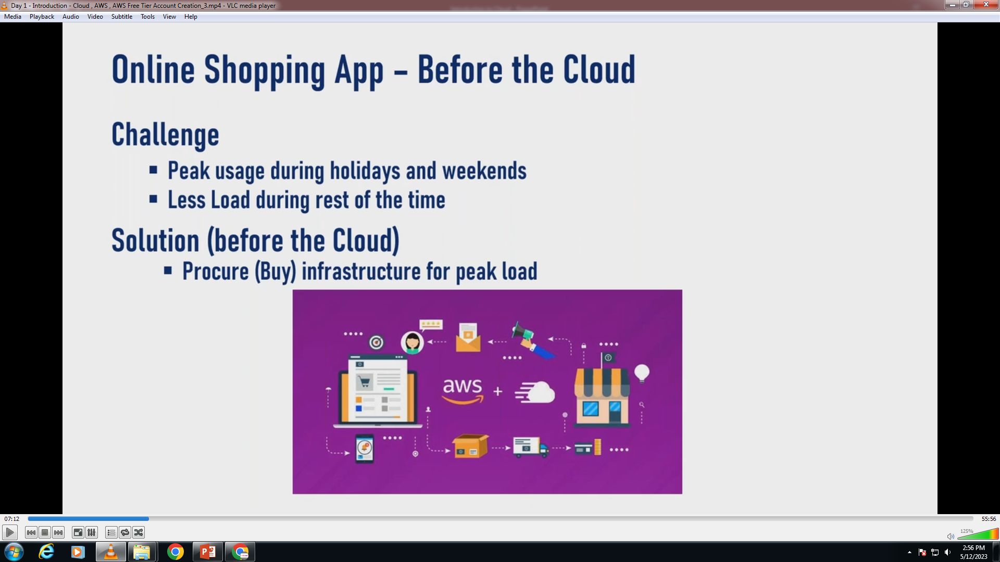 Day 1 - Introduction - Cloud , AWS , AWS Free Tier Account Creation_3.mp4 - VLC media player
Media Playback Audio Video Subtitle Tools View Help
Online Shopping App – Before the Cloud
Challenge
▪ Peak usage during holidays and weekends
▪ Less Load during rest of the time
Solution (before the Cloud)
▪ Procure (Buy) infrastructure for peak load
aws +
07:12
55:56
125%
2:56 PM
5/12/2023